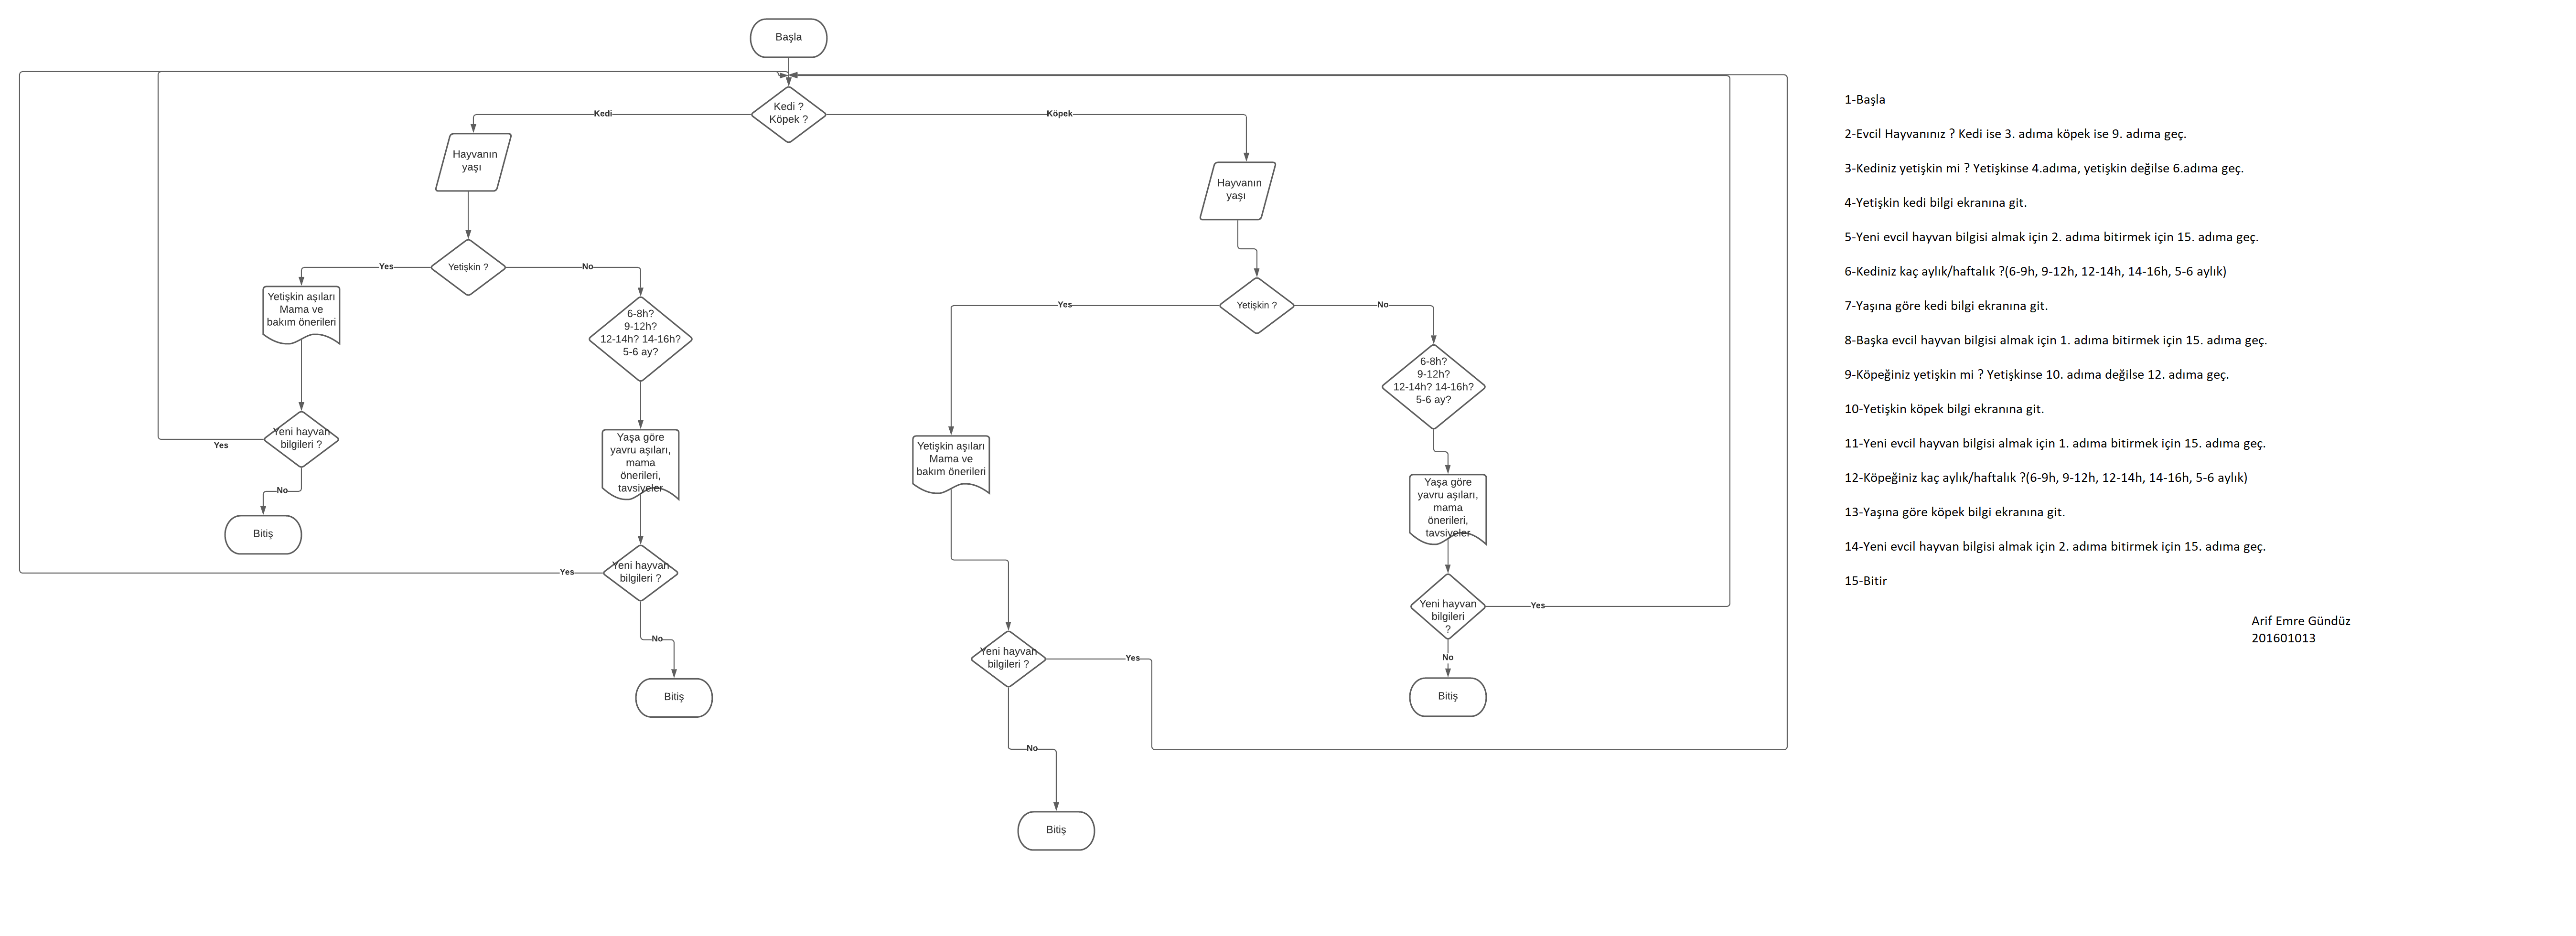 Başla
Kedi ?
Köpek ?
Kedi
Köpek
Hayvanın
yaşı
Yetişkin ?
Yes
No
Yetişkin aşıları
Mama ve
bakım önerileri
Yeni hayvan
bilgileri ?
Yes
No
Bitiş
6-8h?
9-12h?
12-14h? 14-16h?
5-6 ay?
Yaşa göre
yavru aşıları,
mama
önerileri,
tavsiyeler
Yeni hayvan
bilgileri ?
Yes
No
Bitiş
Hayvanın
yaşı
Yetişkin ?
Yes
No
Yetişkin aşıları
Mama ve
bakım önerileri
Yeni hayvan
bilgileri ?
Yes
No
Bitiş
6-8h?
9-12h?
12-14h? 14-16h?
5-6 ay?
Yaşa göre
yavru aşıları,
mama
önerileri,
tavsiyeler
Yeni hayvan
bilgileri
?
Yes
No
Bitiş
1-Başla
2-Evcil Hayvanınız ? Kedi ise 3. adıma köpek ise 9. adıma geç.
3-Kediniz yetişkin mi ? Yetişkinse 4.adıma, yetişkin değilse 6.adıma geç.
4-Yetişkin kedi bilgi ekranına git.
5-Yeni evcil hayvan bilgisi almak için 2. adıma bitirmek için 15. adıma geç.
6-Kediniz kaç aylık/haftalık ?(6-9h, 9-12h, 12-14h, 14-16h, 5-6 aylık)
7-Yaşına göre kedi bilgi ekranına git.
8-Başka evcil hayvan bilgisi almak için 1. adıma bitirmek için 15. adıma geç.
9-Köpeğiniz yetişkin mi ? Yetişkinse 10. adıma değilse 12. adıma geç.
10-Yetişkin köpek bilgi ekranına git.
11-Yeni evcil hayvan bilgisi almak için 1. adıma bitirmek için 15. adıma geç.
12-Köpeğiniz kaç aylık/haftalık ?(6-9h, 9-12h, 12-14h, 14-16h, 5-6 aylık)
13-Yaşına göre köpek bilgi ekranına git.
14-Yeni evcil hayvan bilgisi almak için 2. adıma bitirmek için 15. adıma geç.
15-Bitir
Arif Emre Gündüz
201601013